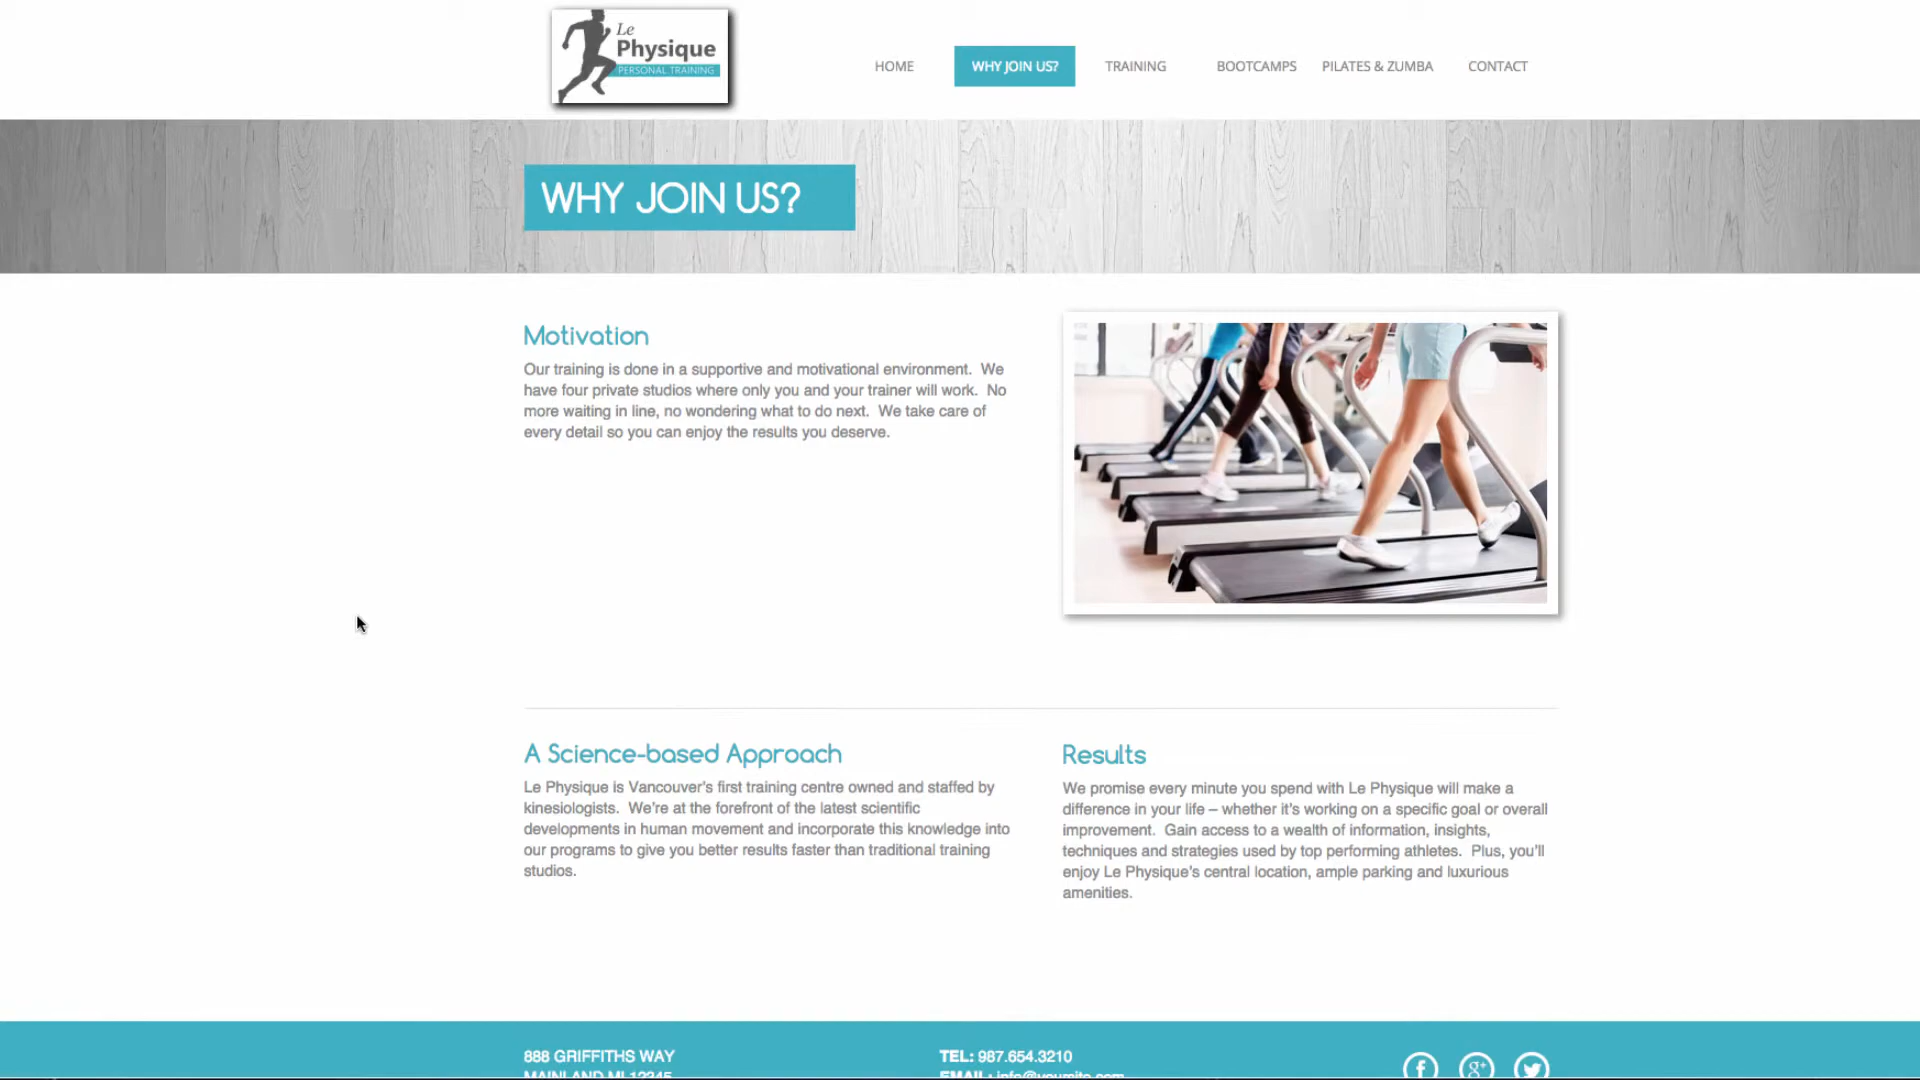 Le
Physique
PERSONAL TRAINING
HOME
WHY JOIN US?
TRAINING
BOOTCAMPS
PILATES & ZUMBA
CONTACT
WHY JOIN US?
Motivation
Our training is done in a supportive and motivational environment.  We
have four private studios where only you and your trainer will work.  No
more waiting in line, no wondering what to do next.  We take care of
every detail so you can enjoy the results you deserve.
A Science-based Approach
Le Physique is Vancouver's first training centre owned and staffed by
kinesiologists.  We're at the forefront of the latest scientific
developments in human movement and incorporate this knowledge into
our programs to give you better results faster than traditional training
studios.
Results
We promise every minute you spend with Le Physique will make a
difference in your life – whether it's working on a specific goal or overall
improvement.  Gain access to a wealth of information, insights,
techniques and strategies used by top performing athletes.  Plus, you'll
enjoy Le Physique's central location, ample parking and luxurious
amenities.
888 GRIFFITHS WAY
MAINLAND MI 12345
TEL: 987.654.3210
EMAIL: info@yoursite.com